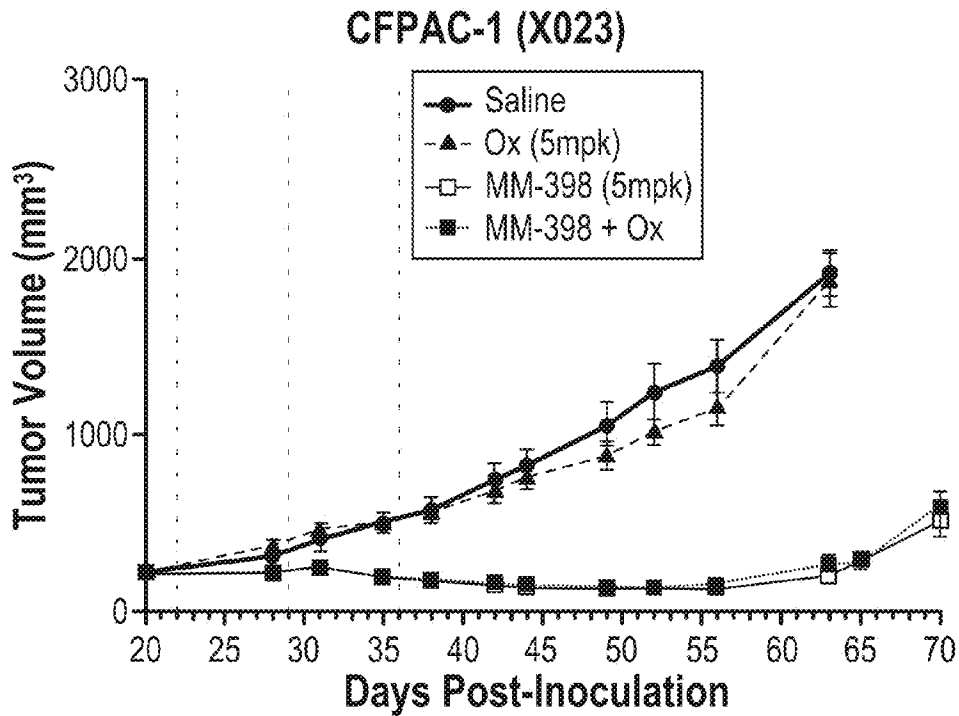 CFPAC-1 (X023)
3000
2000
1000
0
Tumor Volume (mm³)
Saline
Ox (5mpk)
MM-398 (5mpk)
MM-398 + Ox
20 25 30 35 40 45 50 55 60 65 70
Days Post-Inoculation